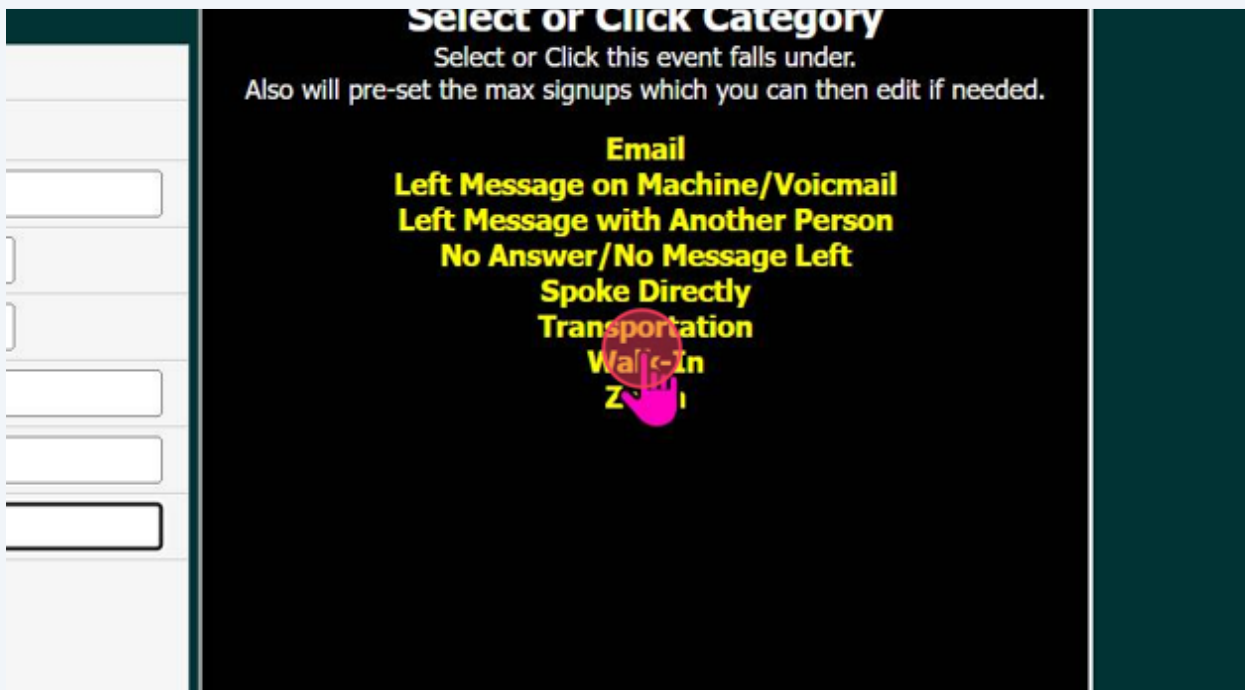 Select or Click Category
Select or Click this event falls under.
Also will pre-set the max signups which you can then edit if needed.
Email
Left Message on Machine/Voicmail
Left Message with Another Person
No Answer/No Message Left
Spoke Directly
Transportation
Walk-In